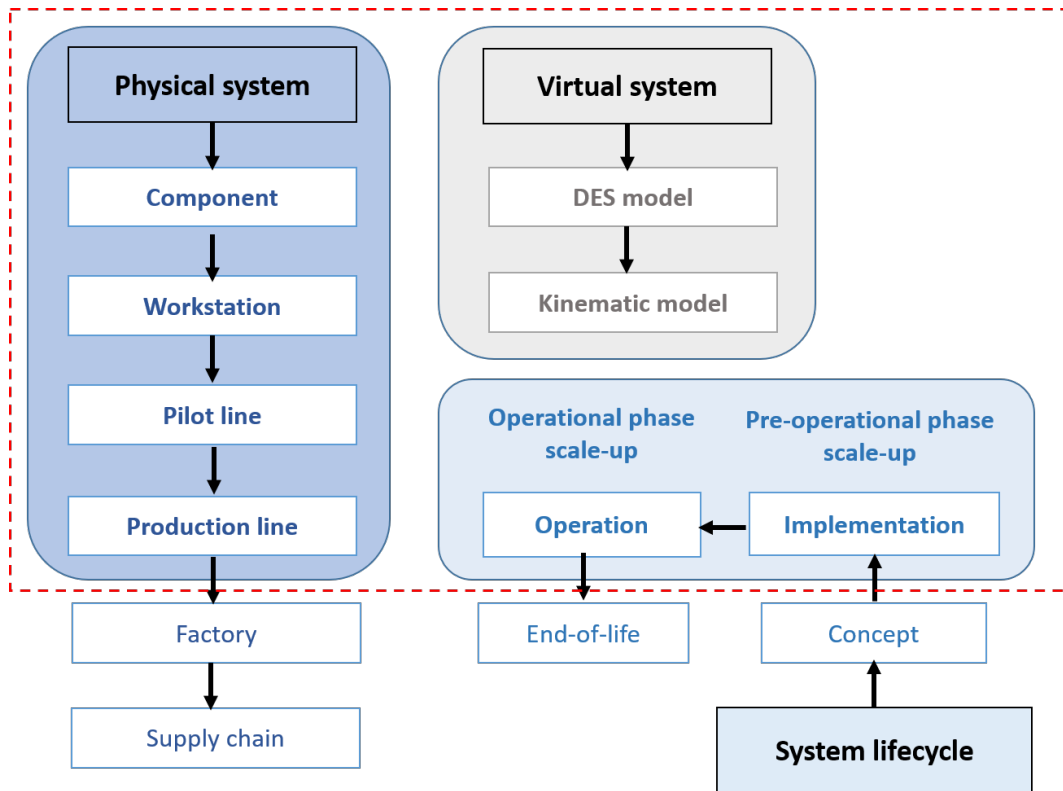 Physical system
Component
Workstation
Pilot line
Production line
Factory
Supply chain
Virtual system
DES model
Kinematic model
Operational phase
scale-up
Pre-operational phase
scale-up
Operation
Implementation
End-of-life
Concept
System lifecycle